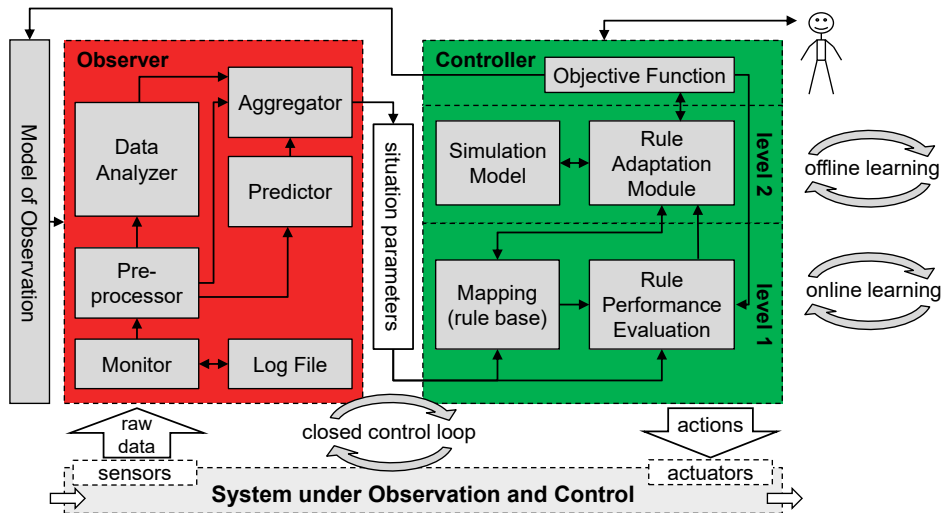 Model of Observation
Observer
Data
Analyzer
Aggregator
Predictor
Pre-
processor
Monitor
Log File
situation parameters
Controller
Objective Function
Simulation
Model
Rule
Adaptation
Module
level 2
Mapping
(rule base)
Rule
Performance
Evaluation
level 1
offline learning
online learning
raw
data
closed control loop
actions
sensors
actuators
System under Observation and Control